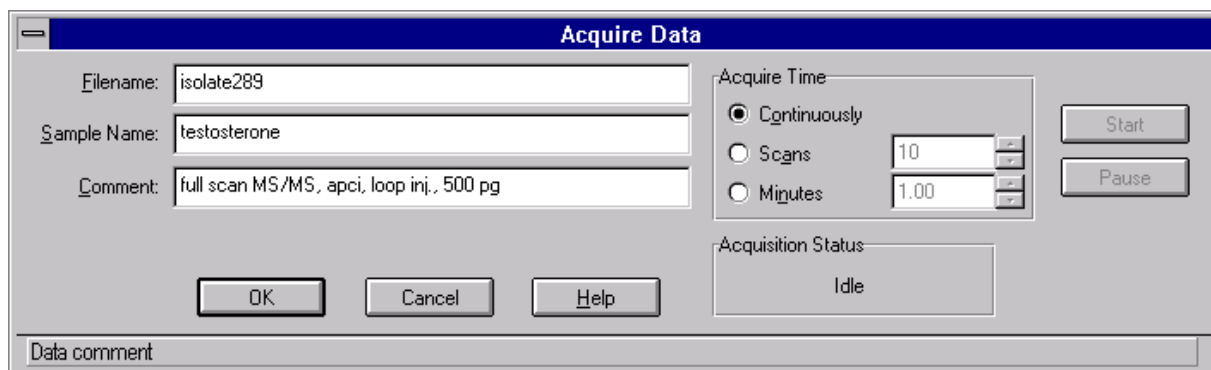 Acquire Data
Filename: isolate289
Sample Name: testosterone
Comment: full scan MS/MS, apci, loop inj., 500 pg
OK Cancel Help
Acquire Time
Continuously
Scans 10
Minutes 1.00
Acquisition Status
Idle
Start
Pause
Data comment